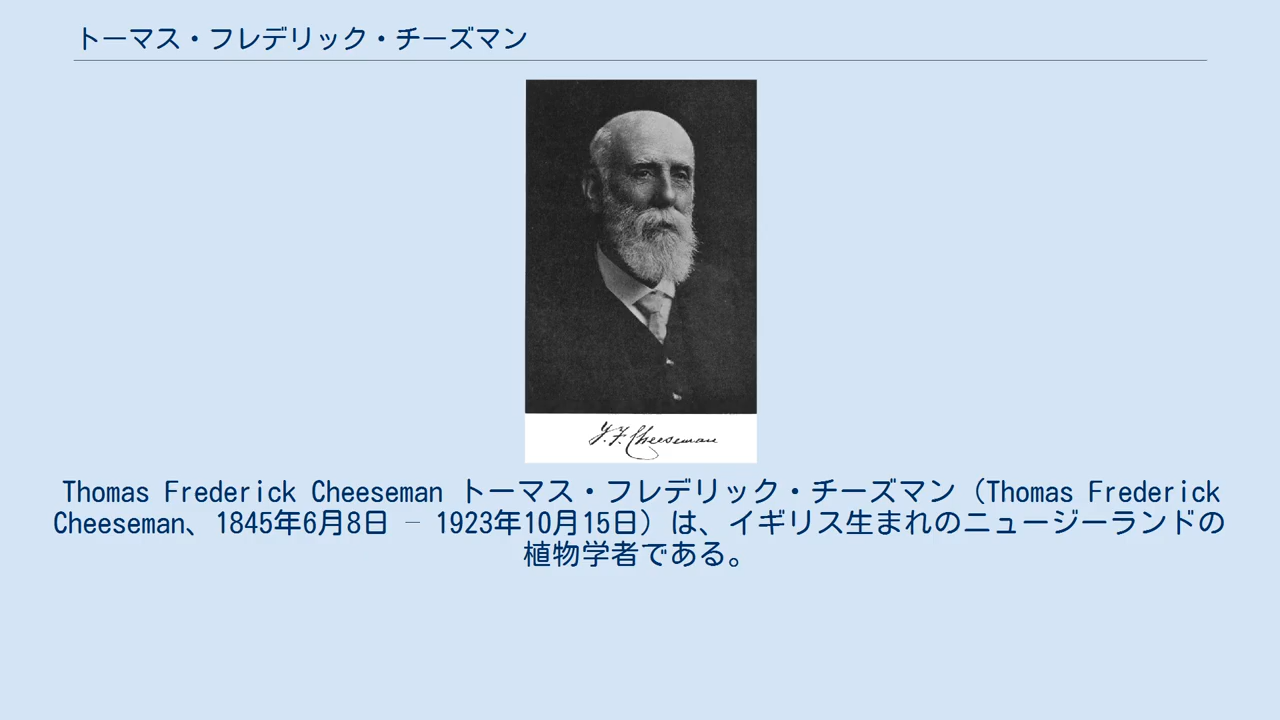 トーマス・フレデリック・チーズマン
T. F. Cheeseman
Thomas Frederick Cheeseman トーマス・フレデリック・チーズマン（Thomas Frederick
Cheeseman、1845年6月8日 – 1923年10月15日）は、イギリス生まれのニュージーランドの
植物学者である。